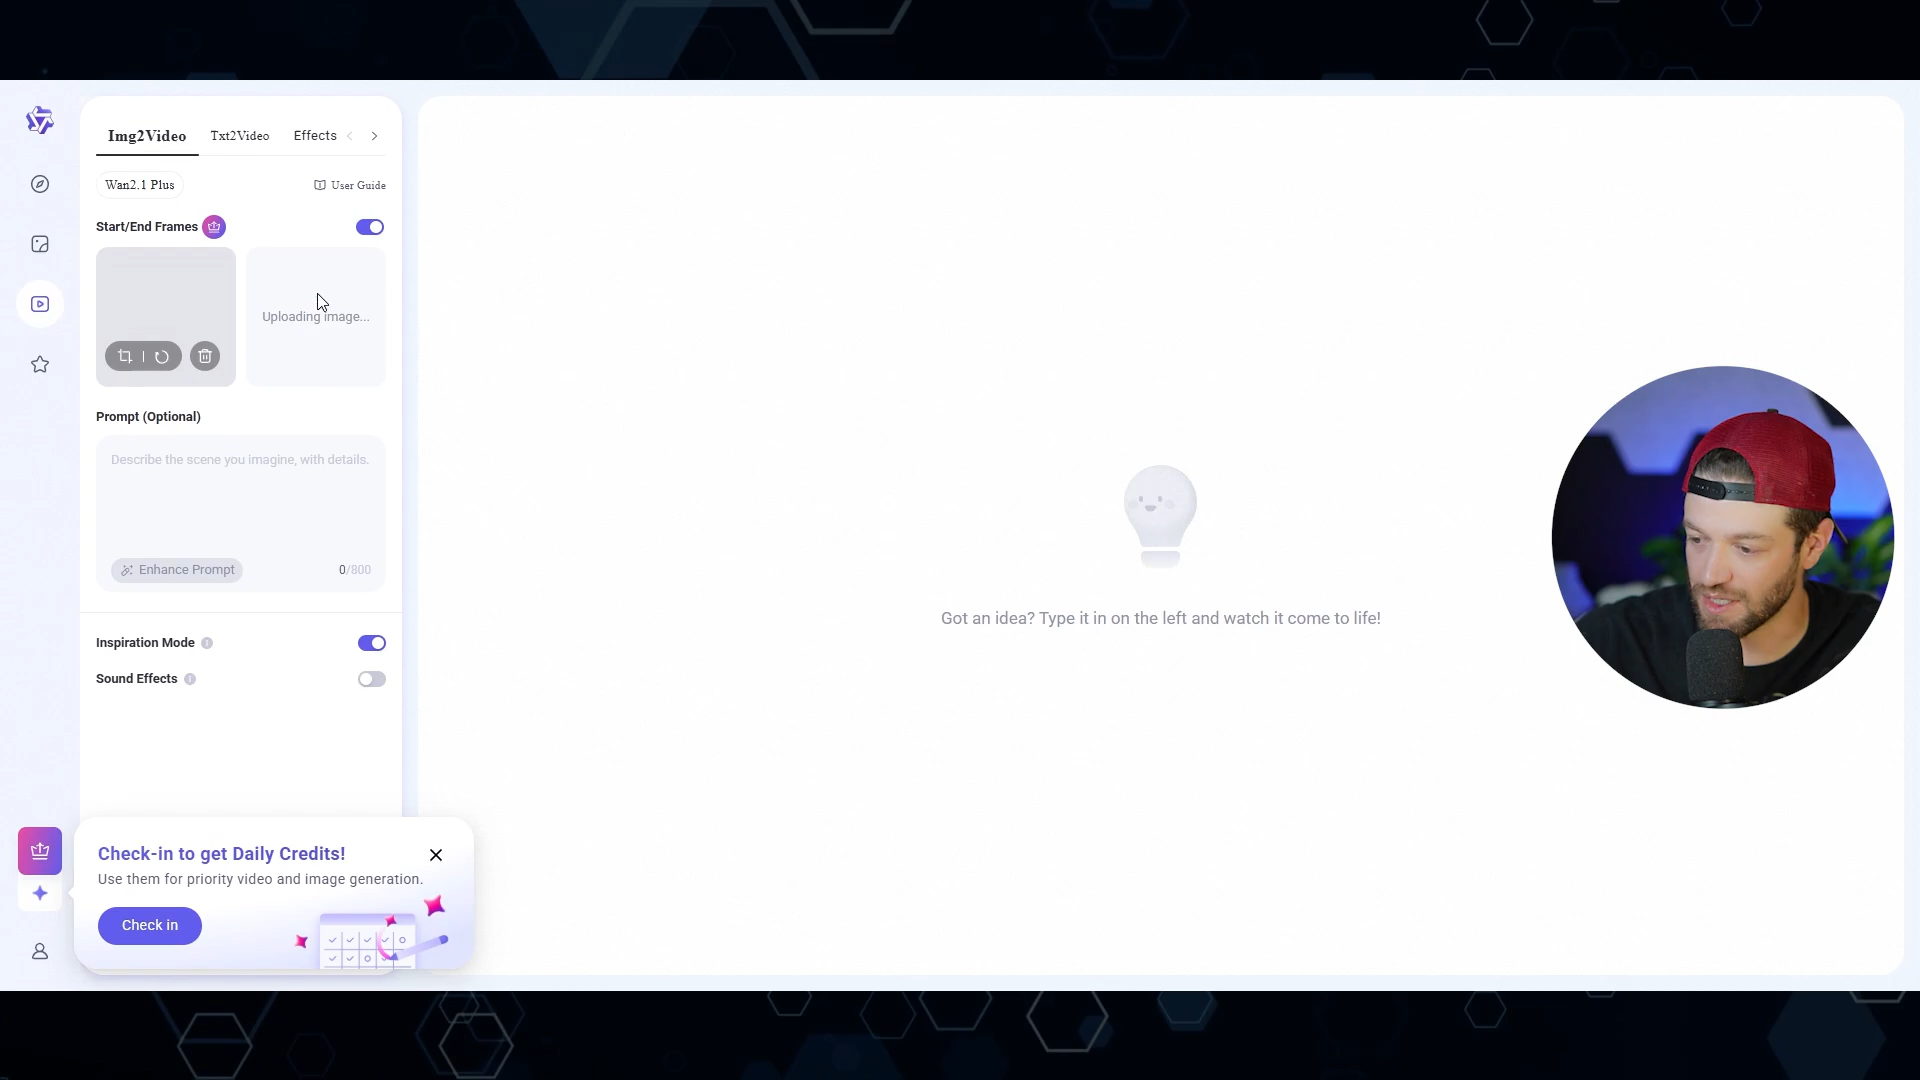 Img2Video Txt2Video Effects
Wan2.1 Plus User Guide
Start/End Frames
Uploading image...
Prompt (Optional)
Describe the scene you imagine, with details.
Enhance Prompt 0/800
Inspiration Mode
Sound Effects
Got an idea? Type it in on the left and watch it come to life!
Check-in to get Daily Credits!
Use them for priority video and image generation.
Check in